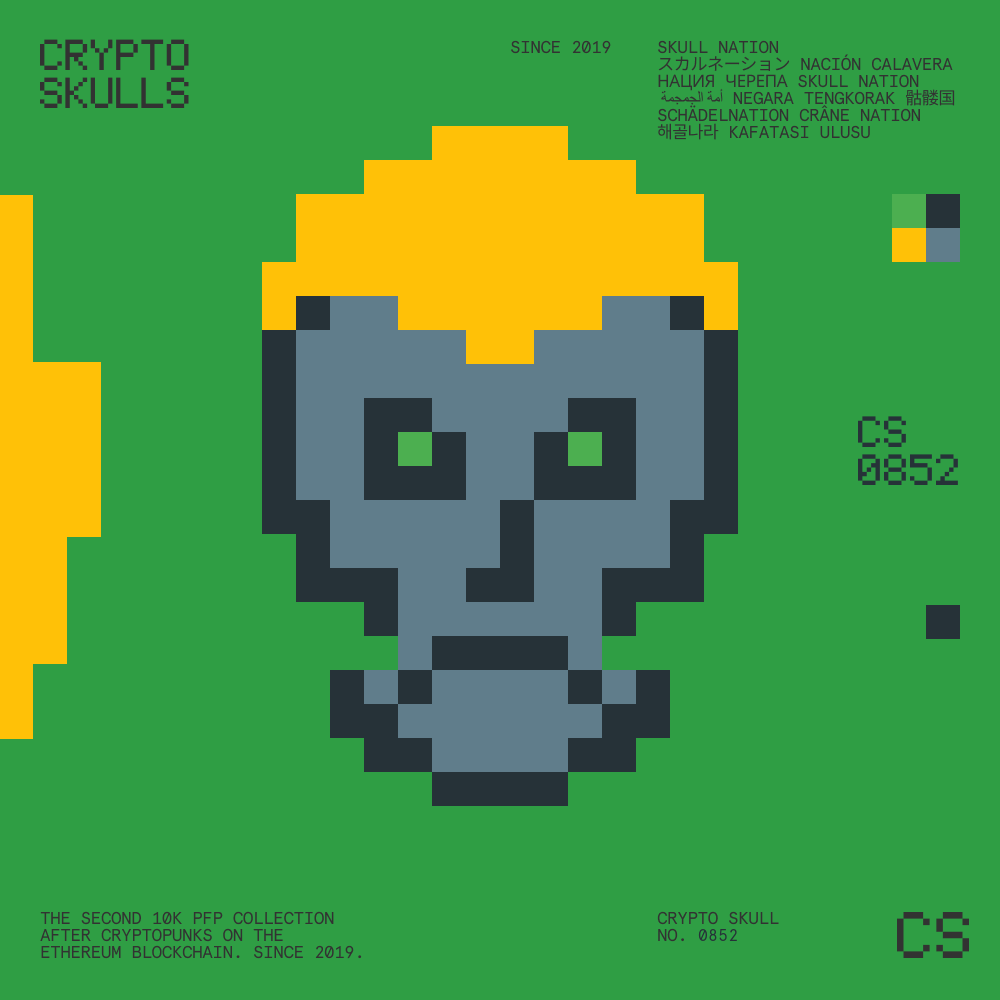 CRYPTO
SKULLS
SINCE 2019
SKULL NATION
スカルネーション NACIÓN CALAVERA
НАЦИЯ ЧЕРЕПА SKULL NATION
أمة الجمجمة NEGARA TENGKORAK 骷髅国
SCHÄDELNATION CRÂNE NATION
해골나라 KAFATASI ULUSU
CS
0852
THE SECOND 10K PFP COLLECTION
AFTER CRYPTOPUNKS ON THE
ETHEREUM BLOCKCHAIN. SINCE 2019.
CRYPTO SKULL
NO. 0852
CS